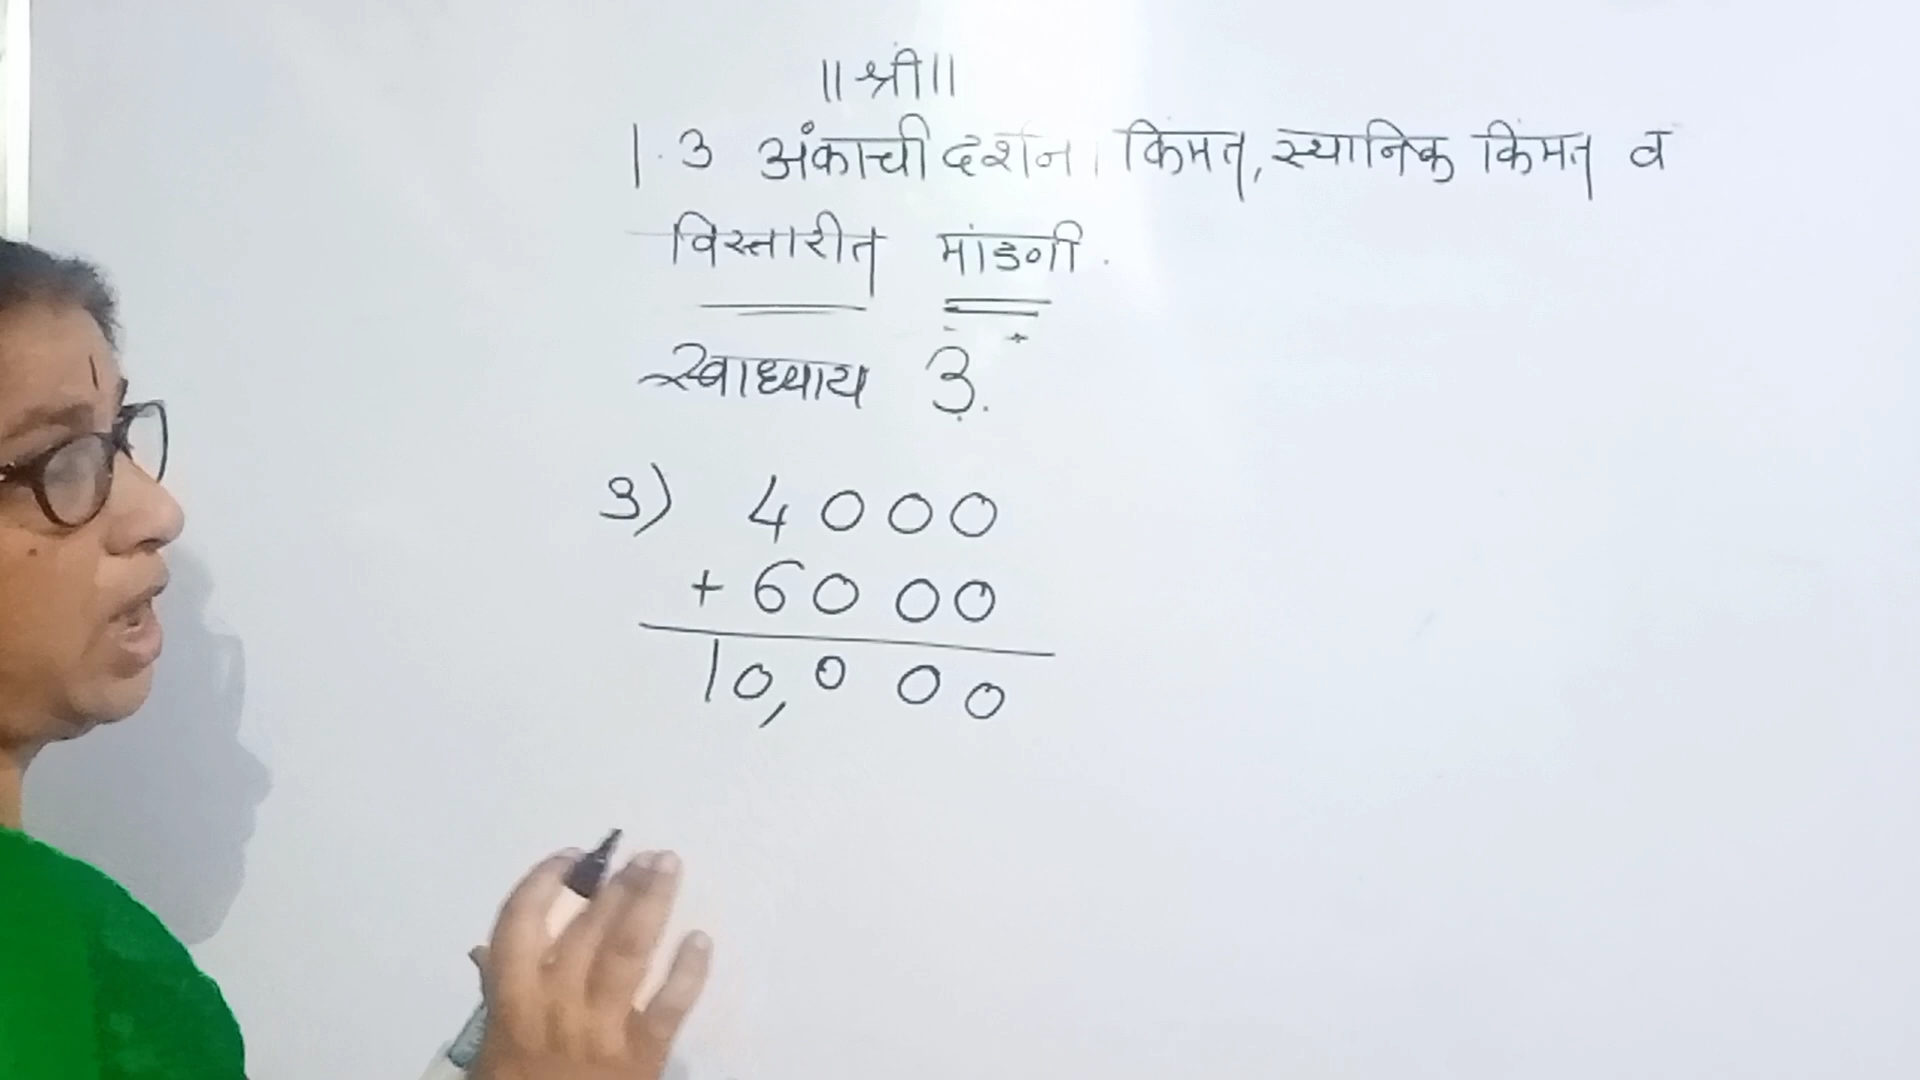 ॥ श्री ॥
1.3 अंकाची दर्शनी किंमत, स्थानिक किंमत व
विस्तारीत मांडणी.
स्वाध्याय 3.
3) 4000
+ 6000
10,000